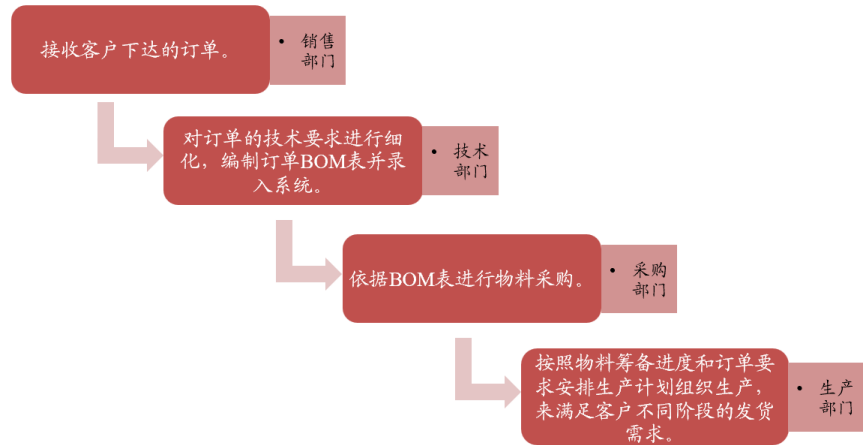 接收客户下达的订单。
• 销售
部门
对订单的技术要求进行细
化，编制订单BOM表并录
入系统。
• 技术
部门
依据BOM表进行物料采购。
• 采购
部门
按照物料筹备进度和订单要
求安排生产计划组织生产，
来满足客户不同阶段的发货
需求。
• 生产
部门